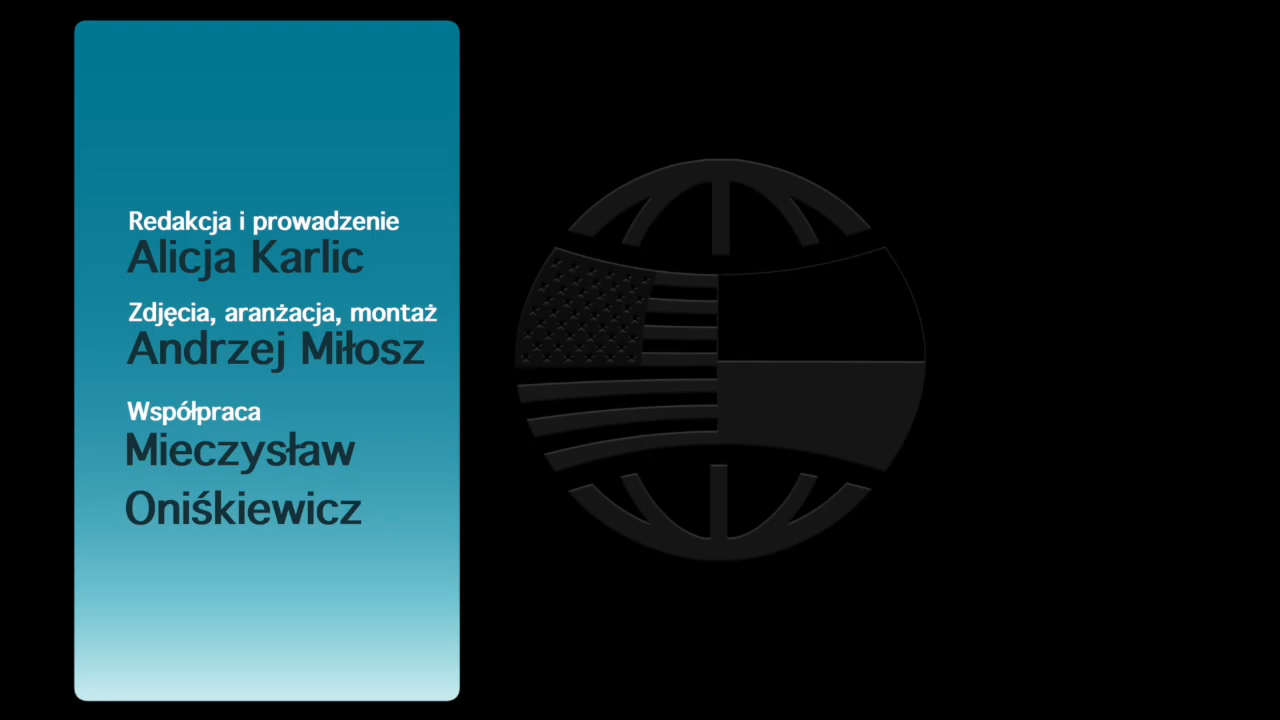 Redakcja i prowadzenie
Alicja Karlic
Zdjęcia, aranżacja, montaż
Andrzej Miłosz
Współpraca
Mieczysław
Oniśkiewicz